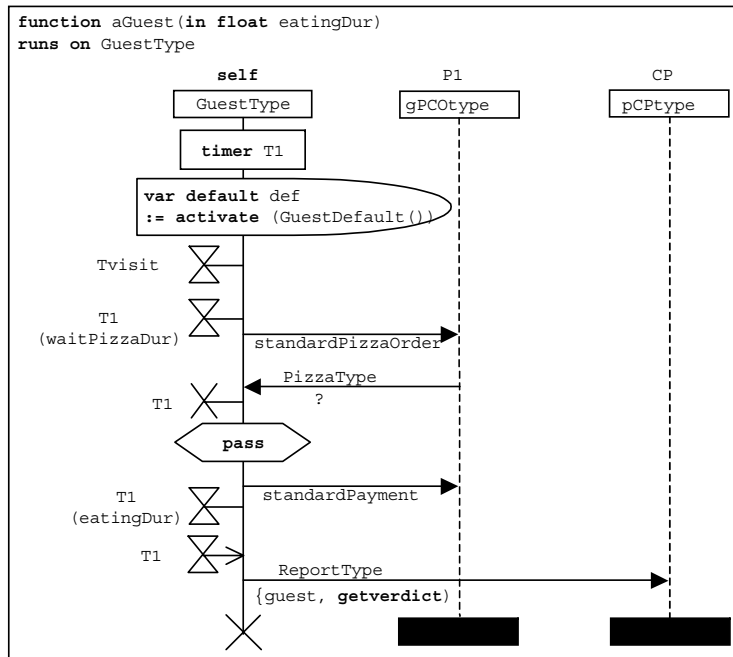 function aGuest(in float eatingDur)
runs on GuestType
self P1 CP
GuestType gPCOtype pCPtype
timer T1
var default def
:= activate (GuestDefault())
Tvisit
T1
(waitPizzaDur)
standardPizzaOrder
PizzaType
?
T1
pass
standardPayment
T1
(eatingDur)
T1
ReportType
{guest, getverdict)